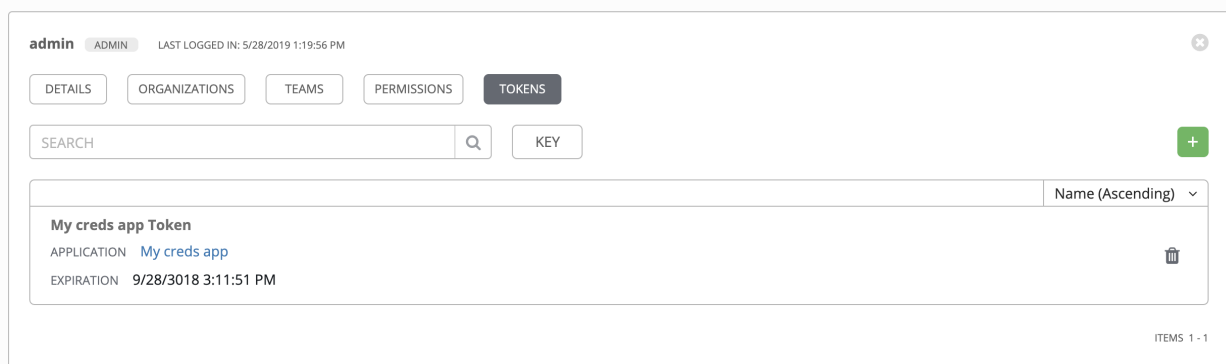 admin ADMIN LAST LOGGED IN: 5/28/2019 1:19:56 PM
DETAILS ORGANIZATIONS TEAMS PERMISSIONS TOKENS
SEARCH KEY +
Name (Ascending)
My creds app Token
APPLICATION My creds app
EXPIRATION 9/28/3018 3:11:51 PM
ITEMS 1 - 1